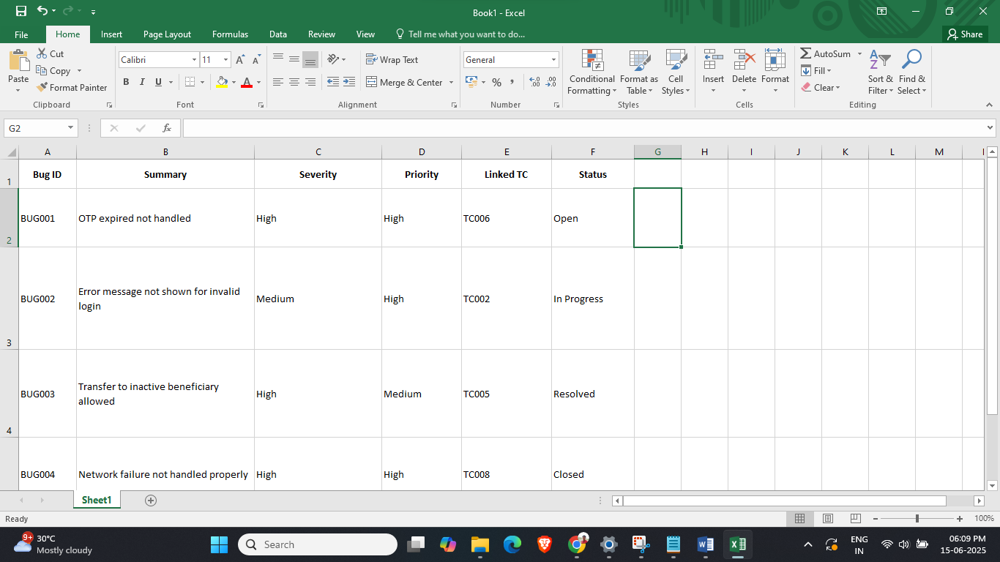 Book1 - Excel
File Home Insert Page Layout Formulas Data Review View Tell me what you want to do... Share
Paste Cut Copy Format Painter Clipboard
Calibri 11 A A B I U A Font
Wrap Text Merge & Center Alignment
General % , .00 .0 Number
Conditional Formatting Format as Table Cell Styles Styles
Insert Delete Format Cells
AutoSum Fill Clear Sort & Filter Find & Select Editing
G2 fx
A B C D E F G H I J K L M
1 Bug ID Summary Severity Priority Linked TC Status
2 BUG001 OTP expired not handled High High TC006 Open
3 BUG002 Error message not shown for invalid login Medium High TC002 In Progress
4 BUG003 Transfer to inactive beneficiary allowed High Medium TC005 Resolved
BUG004 Network failure not handled properly High High TC008 Closed
Sheet1
Ready 100%
9+ 30°C Search ENG 06:09 PM
Mostly cloudy IN 15-06-2025